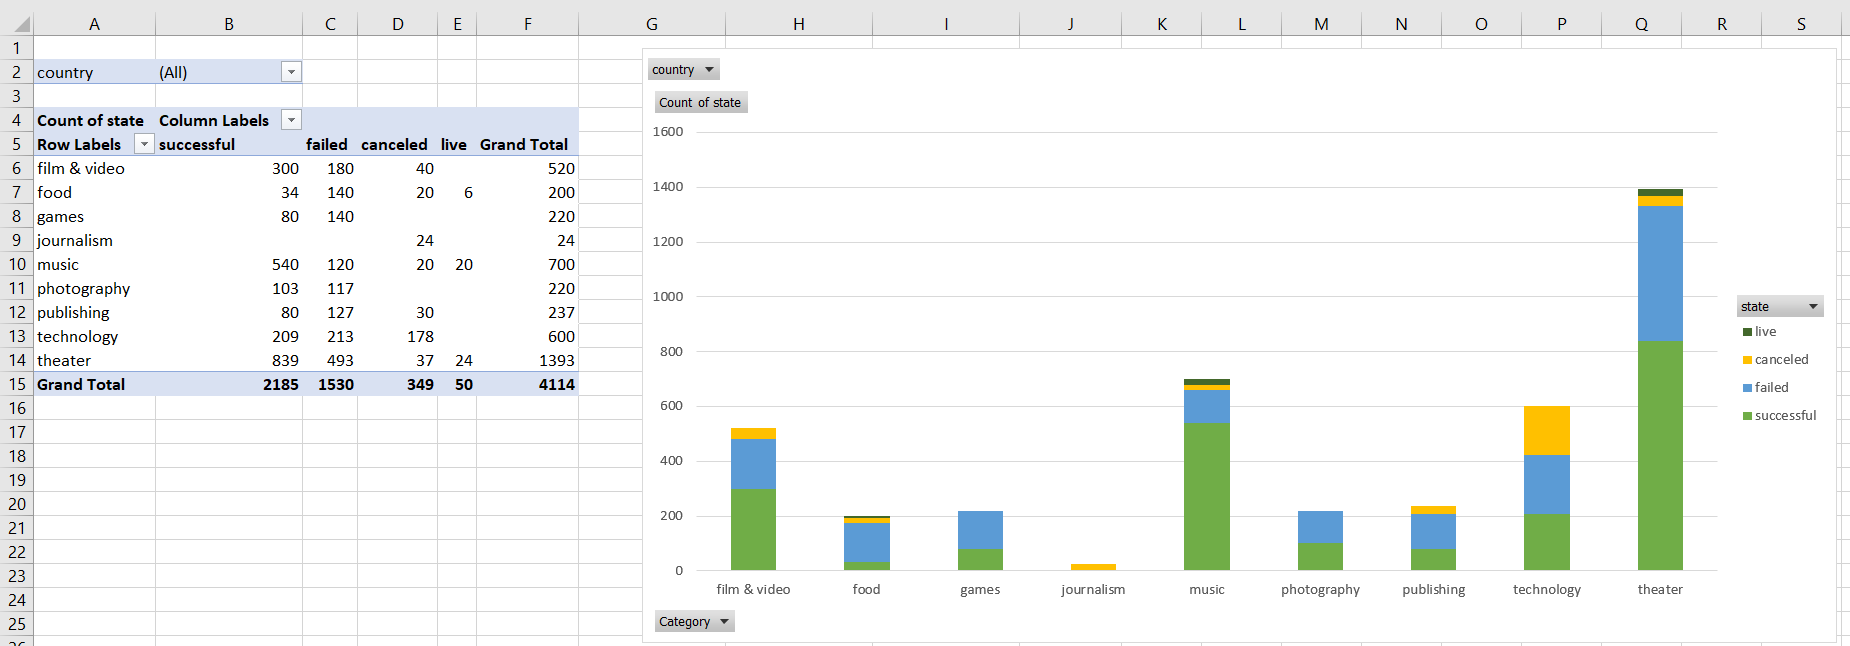 A B C D E F G H I J K L M N O P Q R S
1
2 country (All)
3
4 Count of state Column Labels
5 Row Labels successful failed canceled live Grand Total
6 film & video 300 180 40 520
7 food 34 140 20 6 200
8 games 80 140 220
9 journalism 24 24
10 music 540 120 20 20 700
11 photography 103 117 220
12 publishing 80 127 30 237
13 technology 209 213 178 600
14 theater 839 493 37 24 1393
15 Grand Total 2185 1530 349 50 4114
16
17
18
19
20
21
22
23
24
25
country
Count of state
1600
1400
1200
1000
800
600
400
200
0
film & video food games journalism music photography publishing technology theater
Category
state
live
canceled
failed
successful